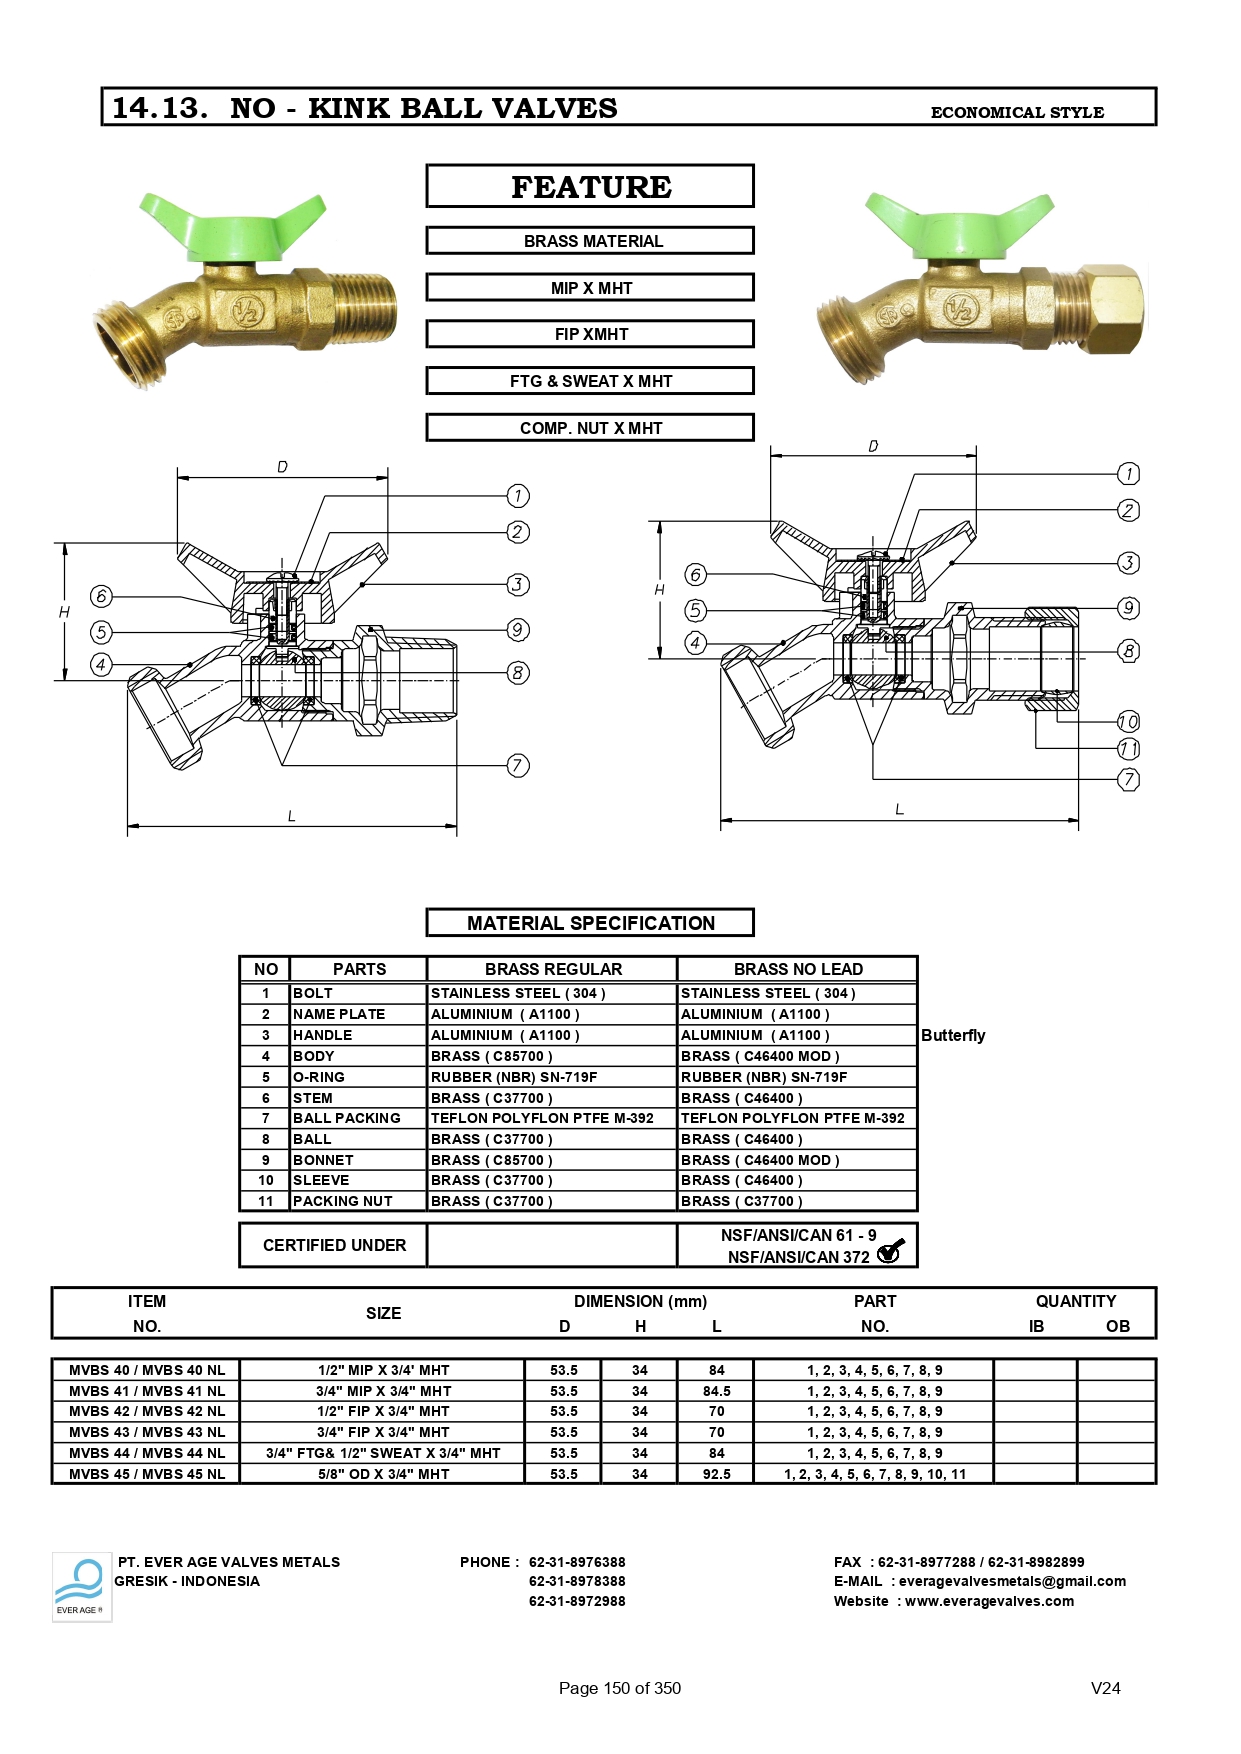 14.13. NO - KINK BALL VALVES ECONOMICAL STYLE
FEATURE
BRASS MATERIAL
MIP X MHT
FIP XMHT
FTG & SWEAT X MHT
COMP. NUT X MHT
1/2
1/2
D
1
2
3
H
6
5
4
9
8
7
L
D
1
2
3
H
6
5
4
9
8
10
11
7
L
MATERIAL SPECIFICATION
NO PARTS BRASS REGULAR BRASS NO LEAD
1 BOLT STAINLESS STEEL ( 304 ) STAINLESS STEEL ( 304 )
2 NAME PLATE ALUMINIUM ( A1100 ) ALUMINIUM ( A1100 )
3 HANDLE ALUMINIUM ( A1100 ) ALUMINIUM ( A1100 ) Butterfly
4 BODY BRASS ( C85700 ) BRASS ( C46400 MOD )
5 O-RING RUBBER (NBR) SN-719F RUBBER (NBR) SN-719F
6 STEM BRASS ( C37700 ) BRASS ( C46400 )
7 BALL PACKING TEFLON POLYFLON PTFE M-392 TEFLON POLYFLON PTFE M-392
8 BALL BRASS ( C37700 ) BRASS ( C46400 )
9 BONNET BRASS ( C85700 ) BRASS ( C46400 MOD )
10 SLEEVE BRASS ( C37700 ) BRASS ( C46400 )
11 PACKING NUT BRASS ( C37700 ) BRASS ( C37700 )
CERTIFIED UNDER
NSF/ANSI/CAN 61 - 9
NSF/ANSI/CAN 372
ITEM SIZE DIMENSION (mm) PART QUANTITY
NO. D H L NO. IB OB
MVBS 40 / MVBS 40 NL 1/2" MIP X 3/4' MHT 53.5 34 84 1, 2, 3, 4, 5, 6, 7, 8, 9
MVBS 41 / MVBS 41 NL 3/4" MIP X 3/4" MHT 53.5 34 84.5 1, 2, 3, 4, 5, 6, 7, 8, 9
MVBS 42 / MVBS 42 NL 1/2" FIP X 3/4" MHT 53.5 34 70 1, 2, 3, 4, 5, 6, 7, 8, 9
MVBS 43 / MVBS 43 NL 3/4" FIP X 3/4" MHT 53.5 34 70 1, 2, 3, 4, 5, 6, 7, 8, 9
MVBS 44 / MVBS 44 NL 3/4" FTG& 1/2" SWEAT X 3/4" MHT 53.5 34 84 1, 2, 3, 4, 5, 6, 7, 8, 9
MVBS 45 / MVBS 45 NL 5/8" OD X 3/4" MHT 53.5 34 92.5 1, 2, 3, 4, 5, 6, 7, 8, 9, 10, 11
EVER AGE ®
PT. EVER AGE VALVES METALS PHONE : 62-31-8976388 FAX : 62-31-8977288 / 62-31-8982899
GRESIK - INDONESIA 62-31-8978388 E-MAIL : everagevalvesmetals@gmail.com
62-31-8972988 Website : www.everagevalves.com
Page 150 of 350 V24